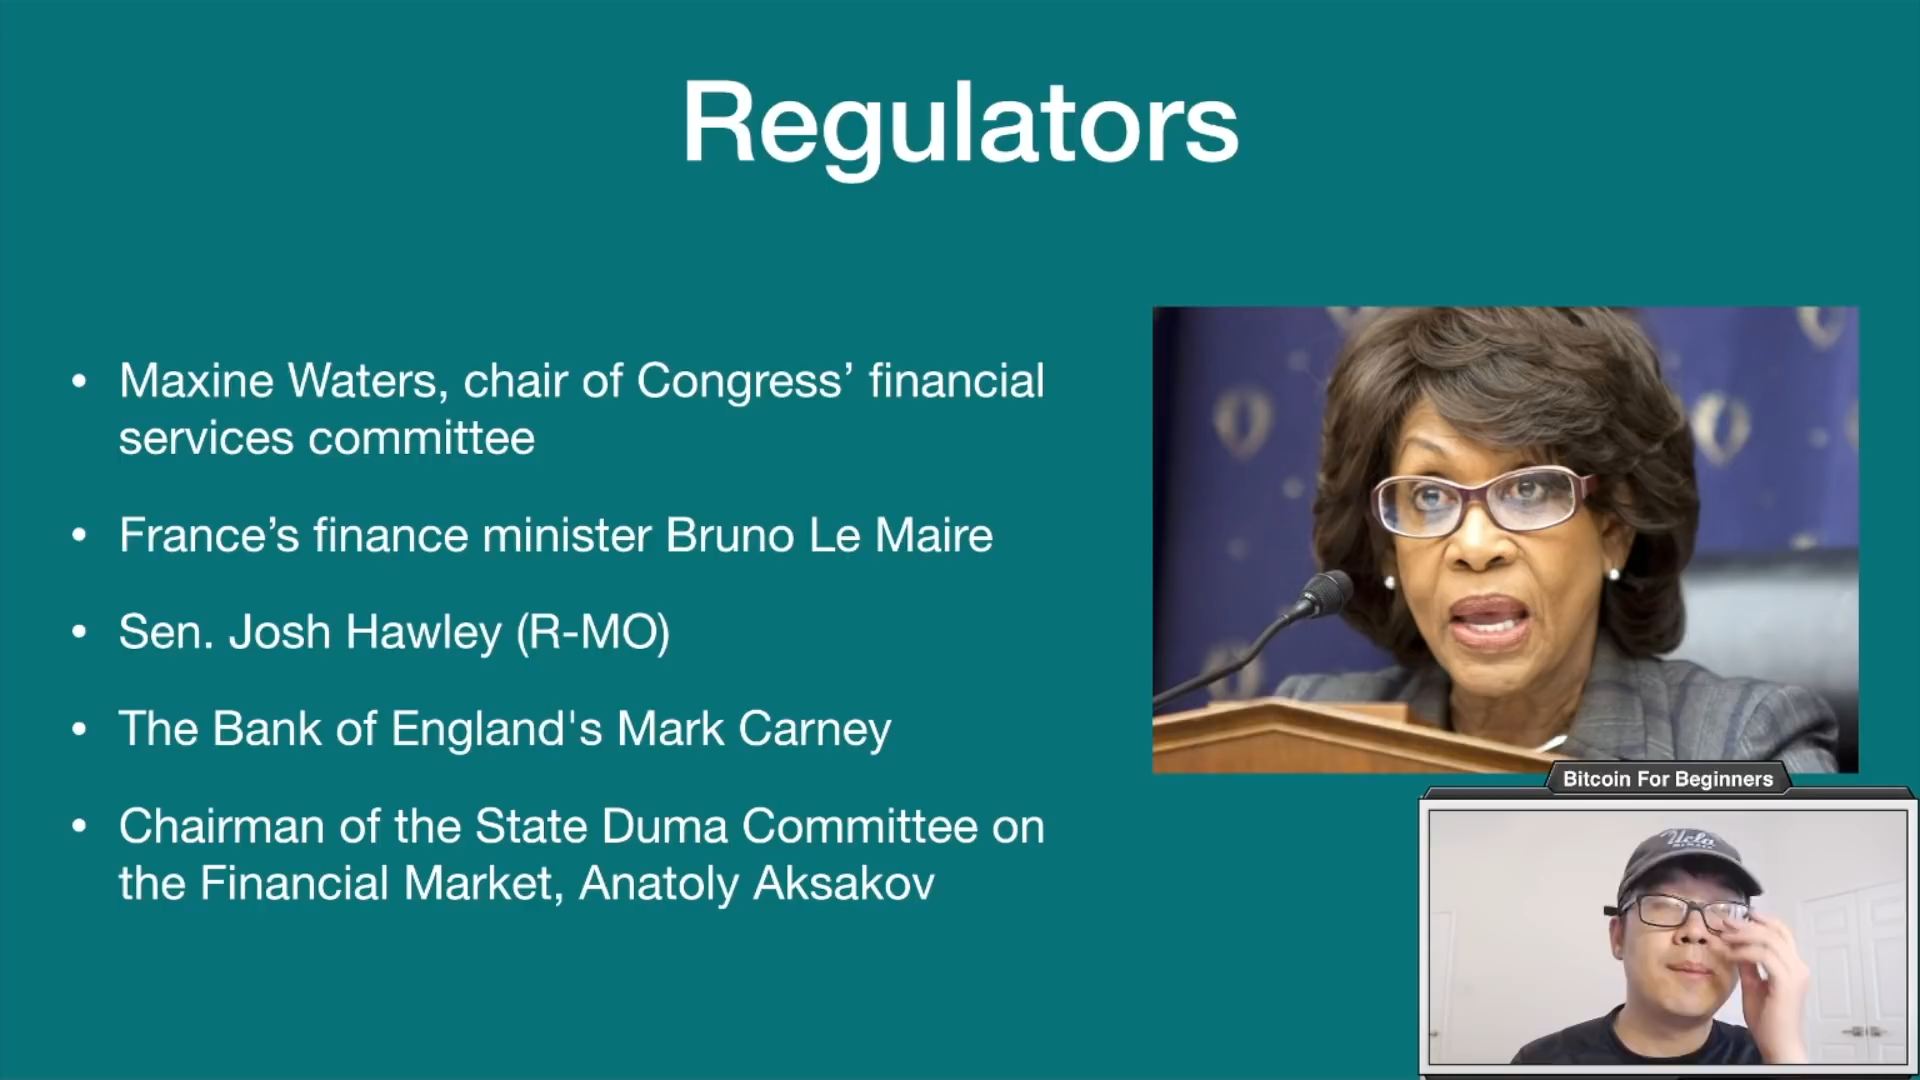 Regulators
• Maxine Waters, chair of Congress’ financial
services committee
• France’s finance minister Bruno Le Maire
• Sen. Josh Hawley (R-MO)
• The Bank of England's Mark Carney
• Chairman of the State Duma Committee on
the Financial Market, Anatoly Aksakov
Bitcoin For Beginners
Ucla